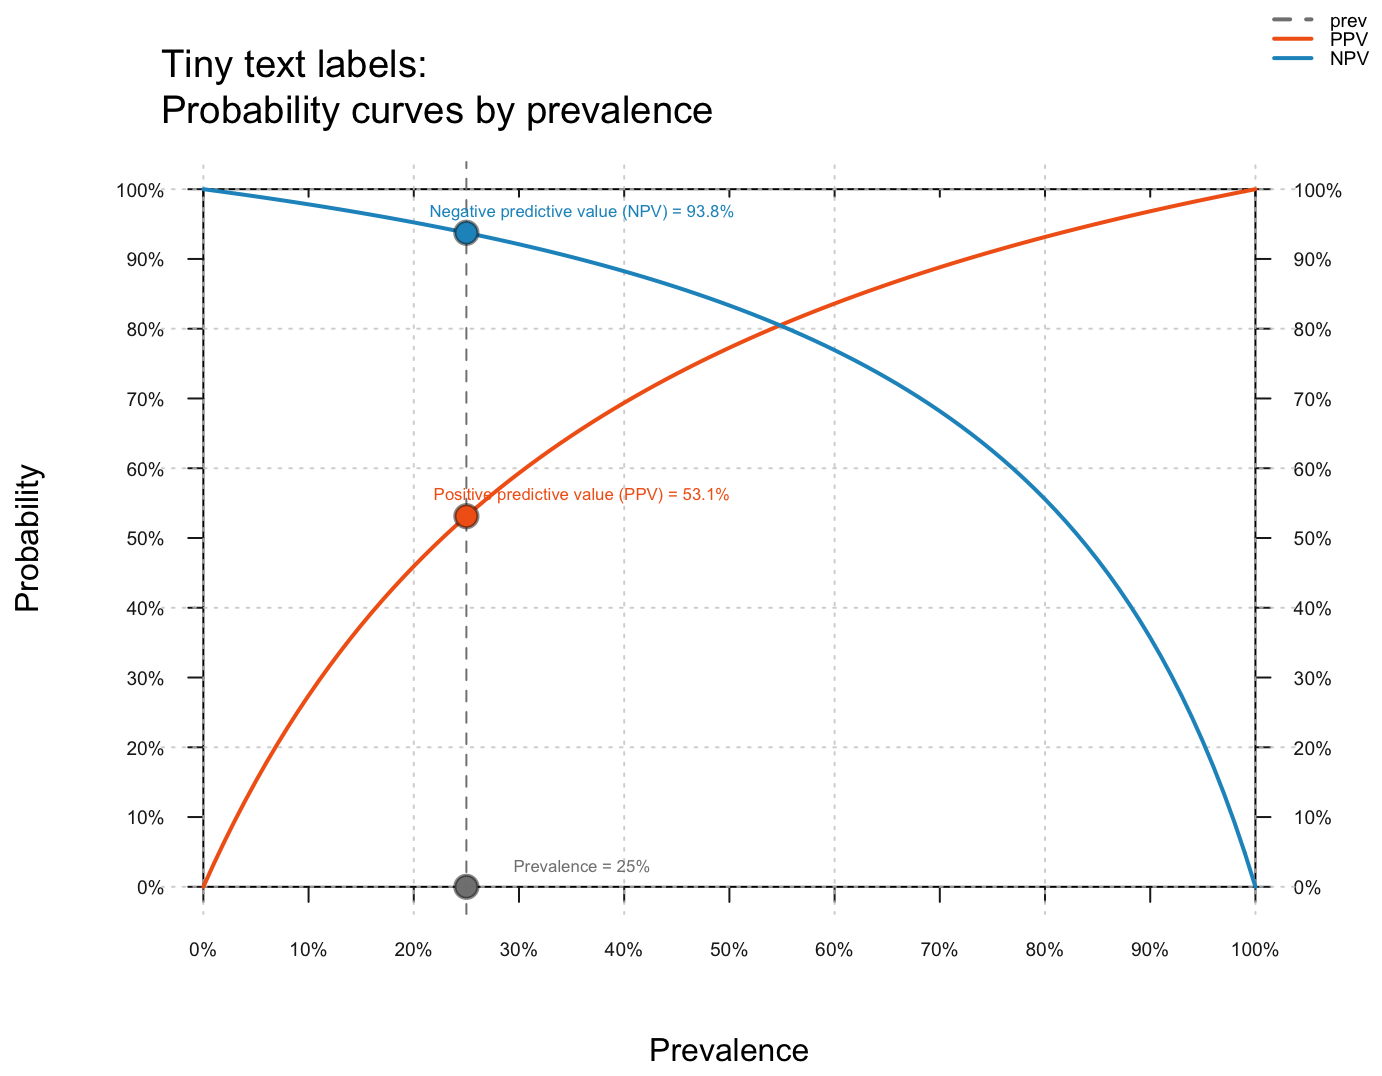 prev
PPV
NPV
Tiny text labels:
Probability curves by prevalence
100% 100%
Negative predictive value (NPV) = 93.8%
90% 90%
80% 80%
70% 70%
60% 60%
Positive predictive value (PPV) = 53.1%
50% 50%
Probability
40% 40%
30% 30%
20% 20%
10% 10%
Prevalence = 25%
0% 0%
0% 10% 20% 30% 40% 50% 60% 70% 80% 90% 100%
Prevalence